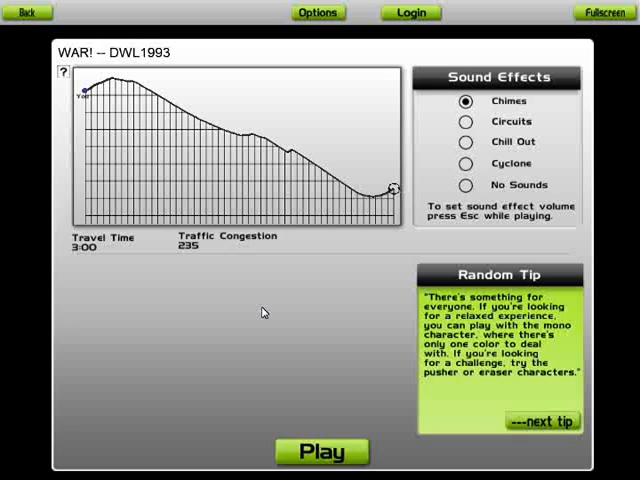 Back
Options
Login
Fullscreen
WAR! -- DWL1993
?
You
Travel Time
3:00
Traffic Congestion
235
Sound Effects
Chimes
Circuits
Chill Out
Cyclone
No Sounds
To set sound effect volume
press Esc while playing.
Random Tip
"There's something for
everyone. If you're looking
for a relaxed experience,
you can play with the mono
character, where there's
only one color to deal
with. If you're looking
for a challenge, try the
pusher or eraser characters."
---next tip
Play